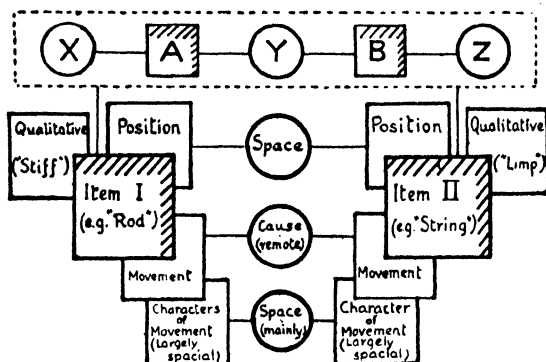 X A Y B Z
Qualitative
("Stiff")
Position
Space
Position
Qualitative
("Limp")
Item I
(e.g."Rod")
Item II
(eg."String")
Cause
(remote)
Movement
Movement
Characters
of
Movement
(Largely
spacial)
Space
(mainly)
Character
of
Movement
(Largely
spacial)